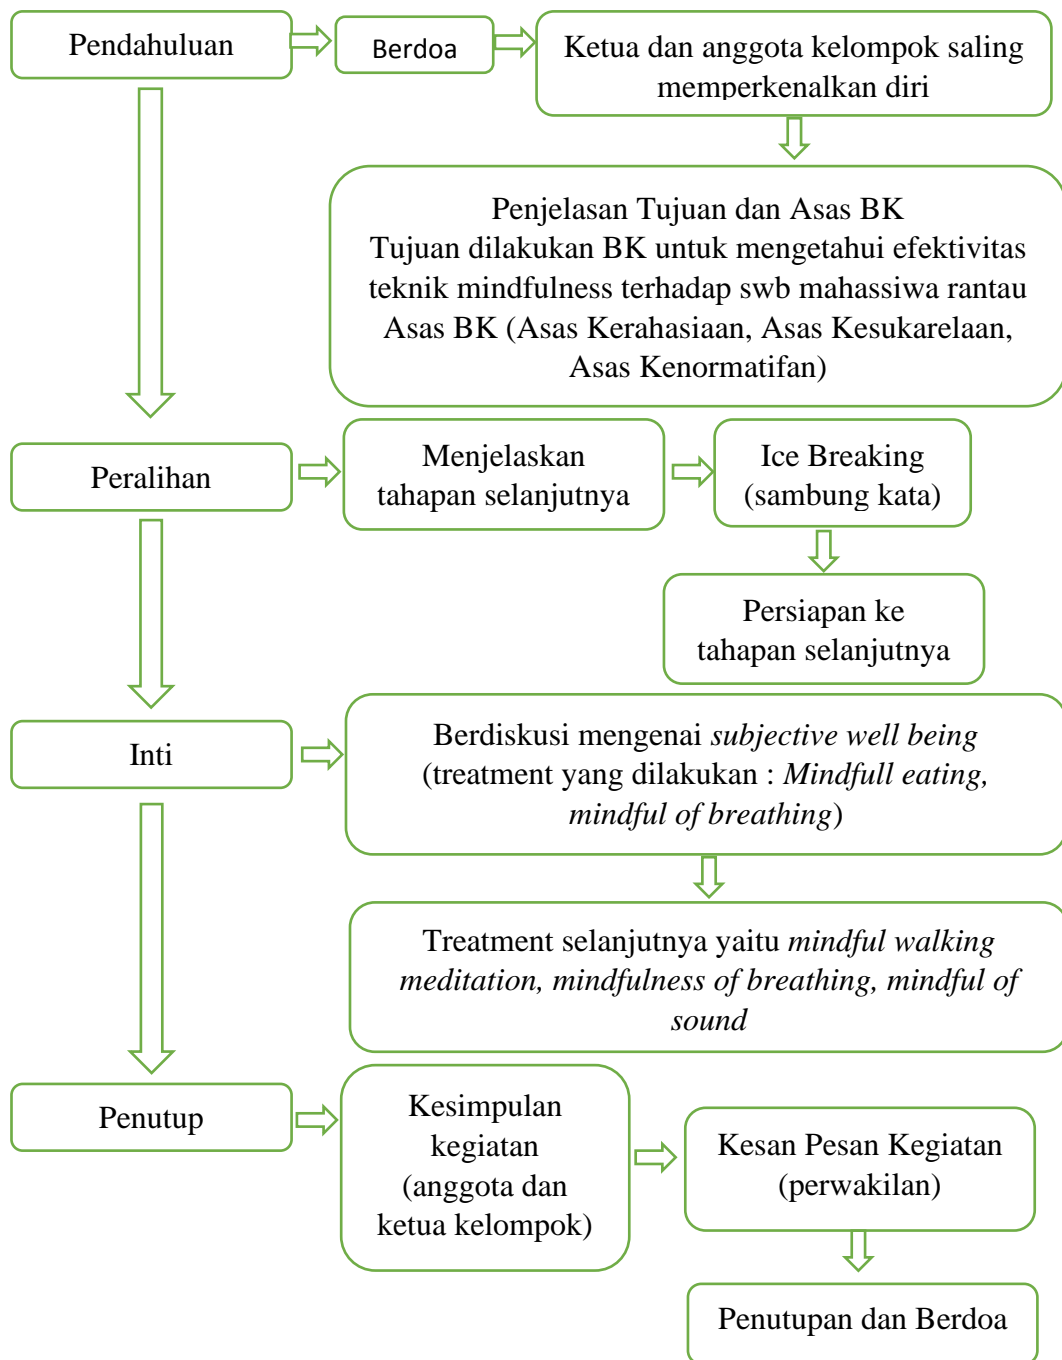 Pendahuluan
Berdoa
Ketua dan anggota kelompok saling
memperkenalkan diri
Penjelasan Tujuan dan Asas BK
Tujuan dilakukan BK untuk mengetahui efektivitas
teknik mindfulness terhadap swb mahassiwa rantau
Asas BK (Asas Kerahasiaan, Asas Kesukarelaan,
Asas Kenormatifan)
Peralihan
Menjelaskan
tahapan selanjutnya
Ice Breaking
(sambung kata)
Persiapan ke
tahapan selanjutnya
Inti
Berdiskusi mengenai subjective well being
(treatment yang dilakukan : Mindfull eating,
mindful of breathing)
Treatment selanjutnya yaitu mindful walking
meditation, mindfulness of breathing, mindful of
sound
Penutup
Kesimpulan
kegiatan
(anggota dan
ketua kelompok)
Kesan Pesan Kegiatan
(perwakilan)
Penutupan dan Berdoa